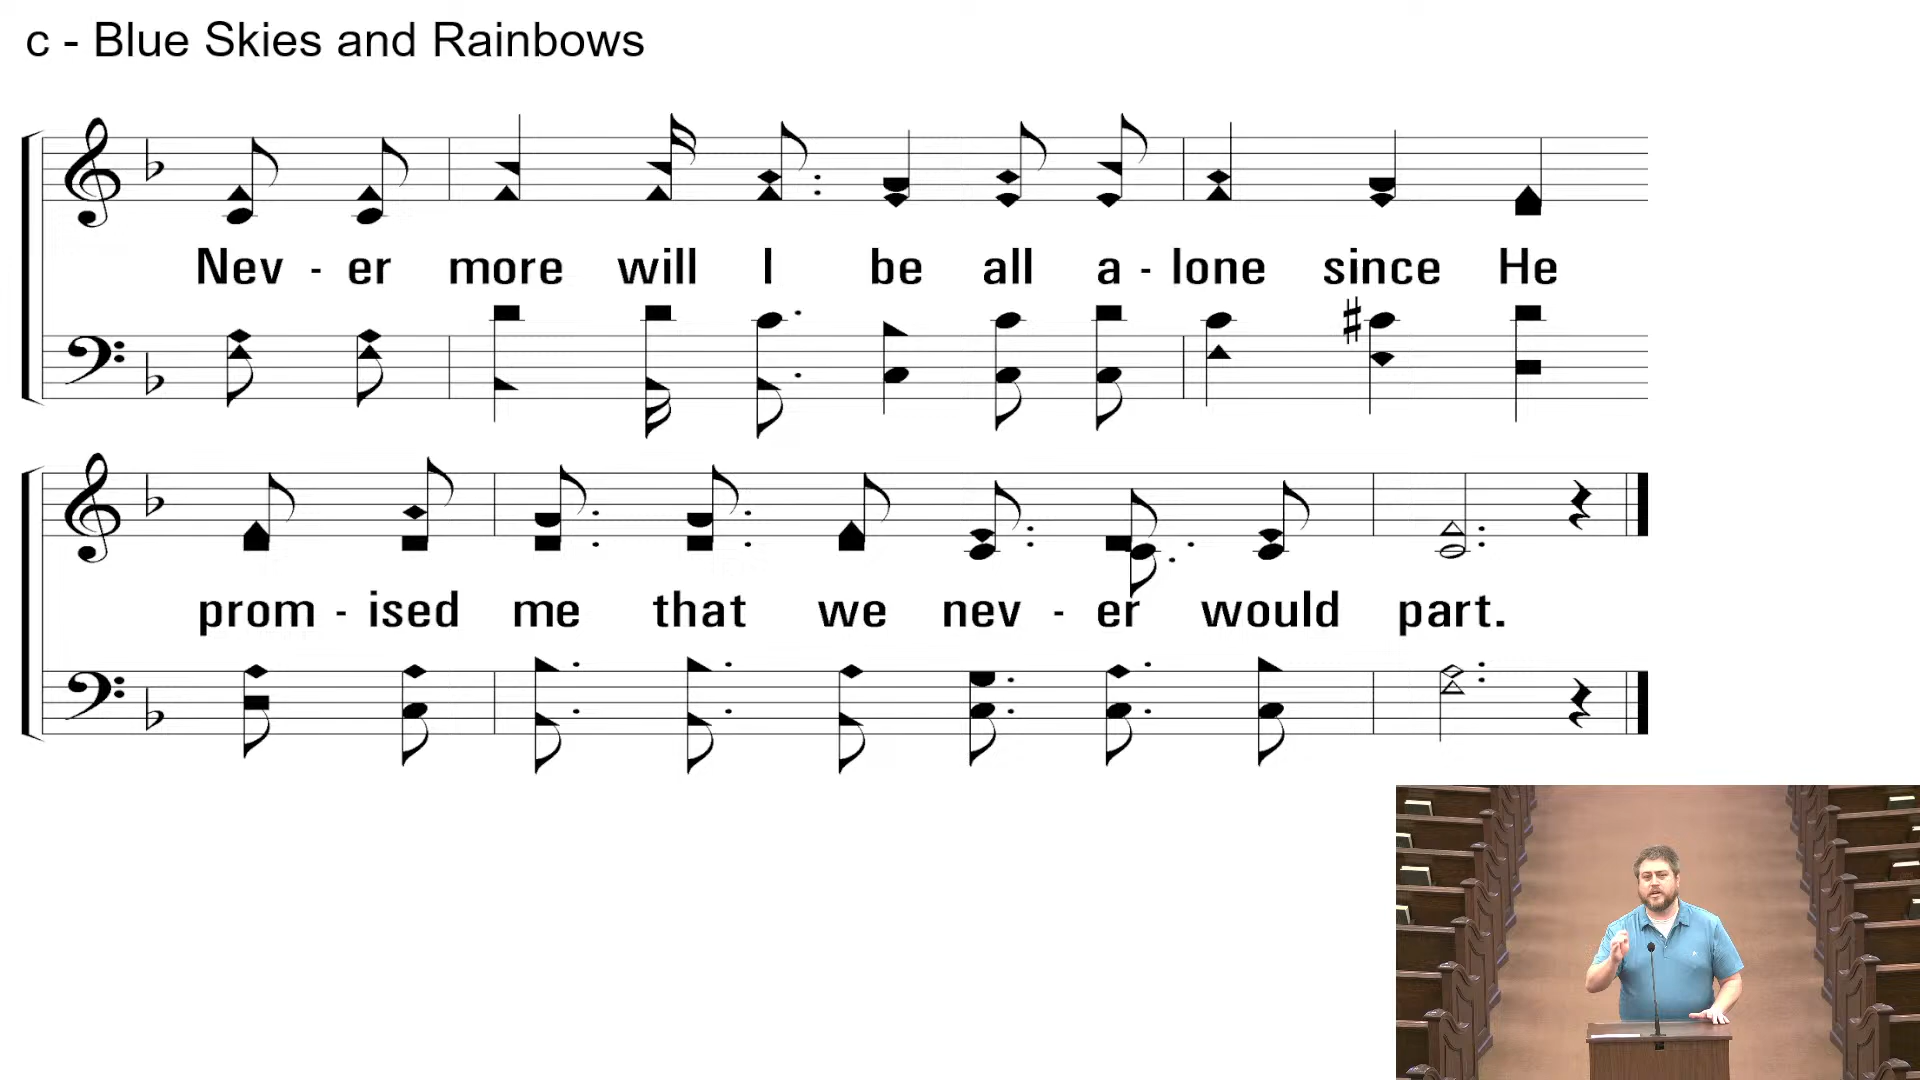 c - Blue Skies and Rainbows
Nev - er more will I be all a - lone since He
prom - ised me that we nev - er would part.